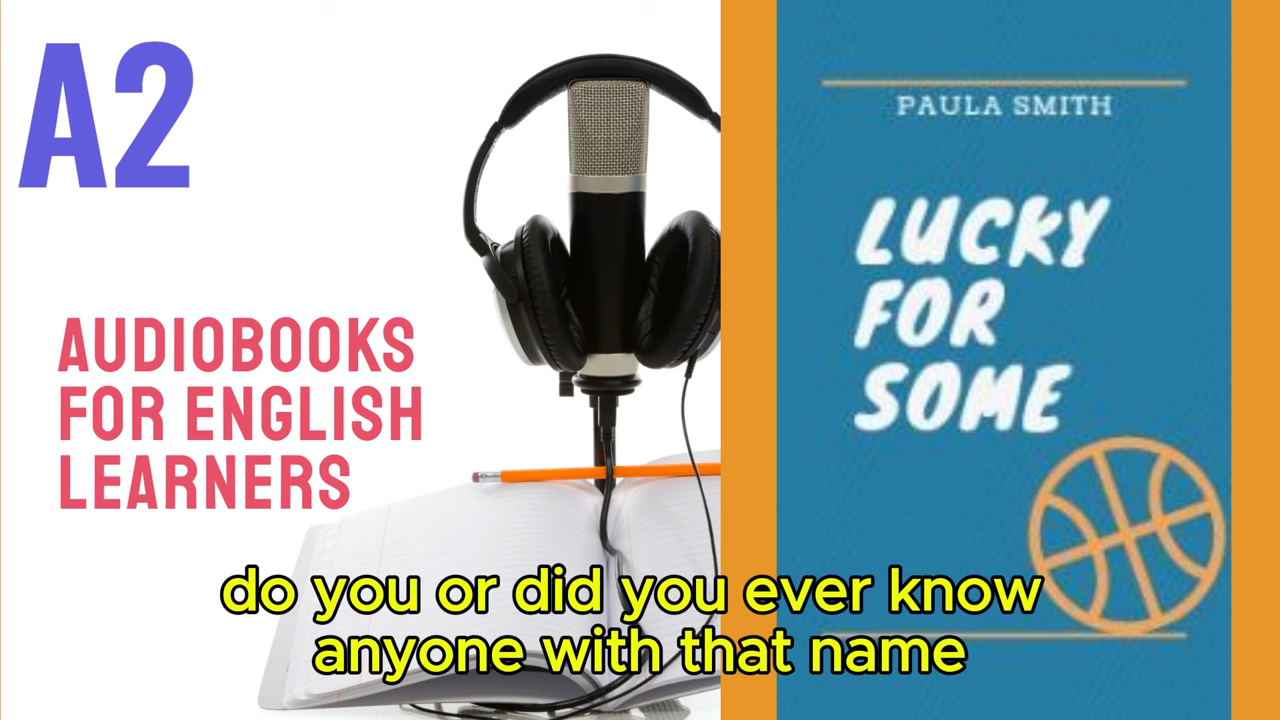 A2
AUDIOBOOKS
FOR ENGLISH
LEARNERS
PAULA SMITH
LUCKY
FOR
SOME
do you or did you ever know
anyone with that name